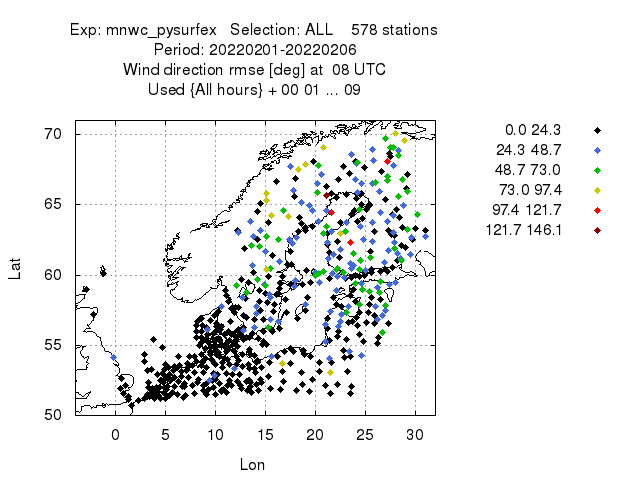 Exp: mnwc_pysurfex Selection: ALL 578 stations
Period: 20220201-20220206
Wind direction rmse [deg] at 08 UTC
Used {All hours} + 00 01 ... 09
70
65
60
55
50
Lat
0 5 10 15 20 25 30
Lon
0.0 24.3
24.3 48.7
48.7 73.0
73.0 97.4
97.4 121.7
121.7 146.1